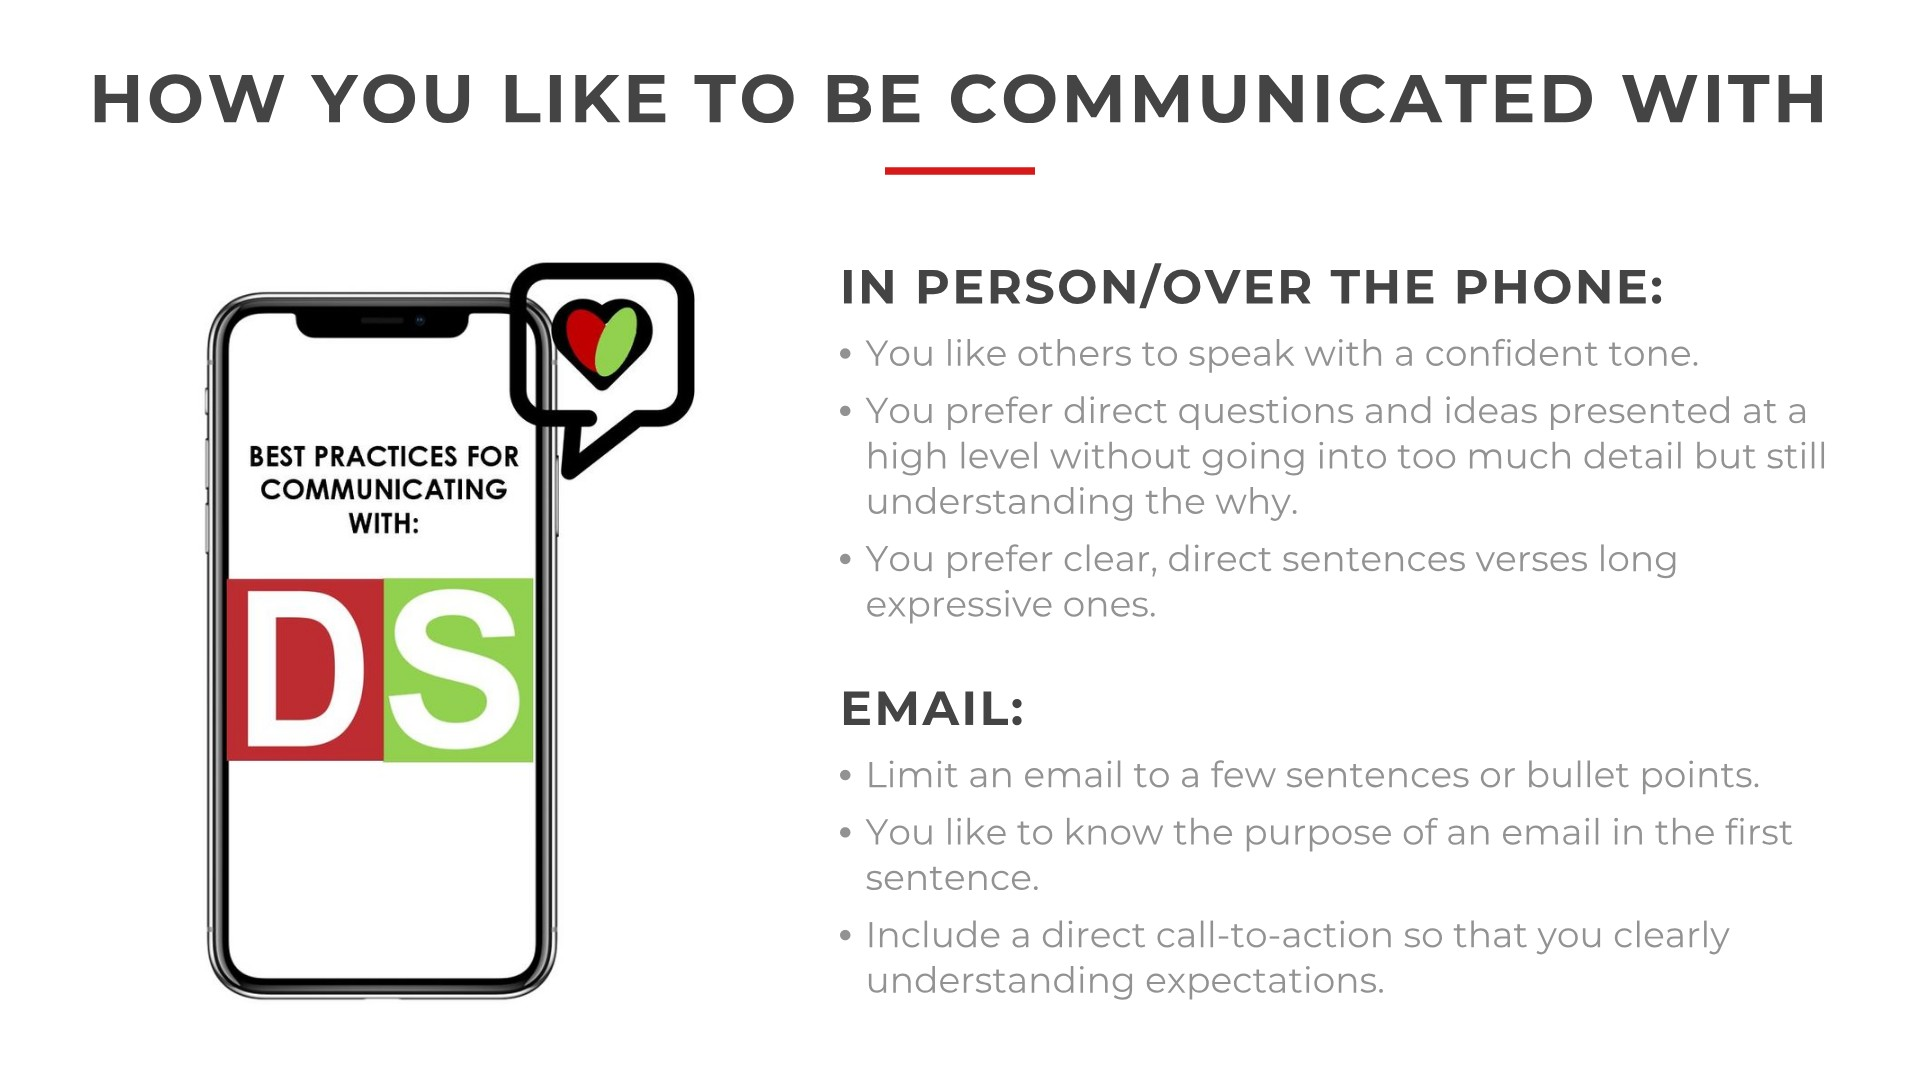 HOW YOU LIKE TO BE COMMUNICATED WITH
BEST PRACTICES FOR
COMMUNICATING
WITH:
DS
IN PERSON/OVER THE PHONE:
• You like others to speak with a confident tone.
• You prefer direct questions and ideas presented at a
high level without going into too much detail but still
understanding the why.
• You prefer clear, direct sentences verses long
expressive ones.
EMAIL:
• Limit an email to a few sentences or bullet points.
• You like to know the purpose of an email in the first
sentence.
• Include a direct call-to-action so that you clearly
understanding expectations.